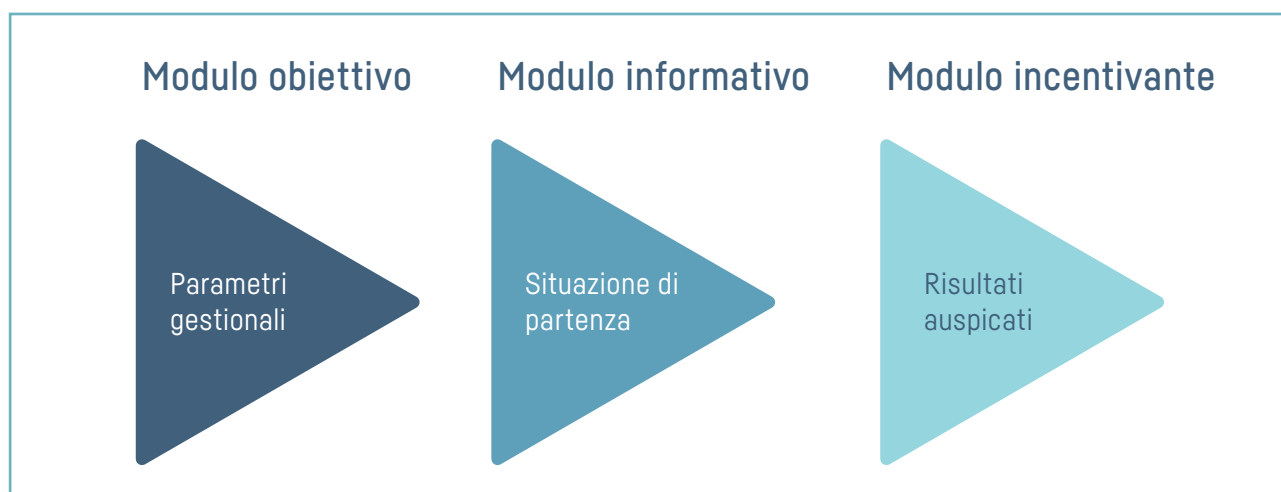 Modulo obiettivo
Modulo informativo
Modulo incentivante
Parametri
gestionali
Situazione di
partenza
Risultati
auspicati